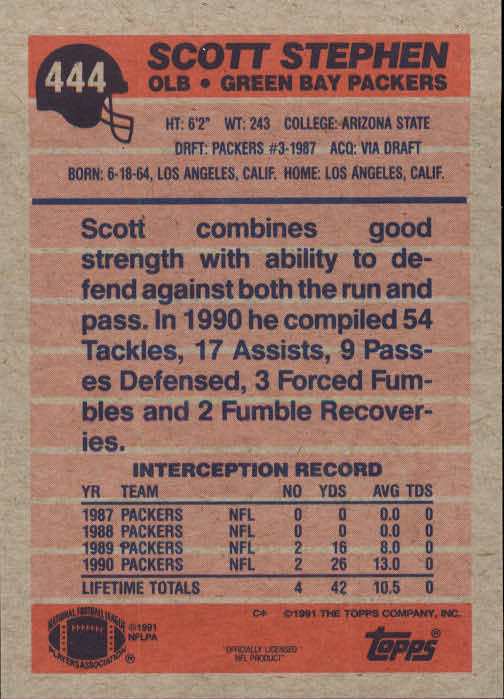 444
SCOTT STEPHEN
OLB • GREEN BAY PACKERS
HT: 6'2" WT: 243 COLLEGE: ARIZONA STATE
DRFT: PACKERS #3-1987 ACQ: VIA DRAFT
BORN: 6-18-64, LOS ANGELES, CALIF. HOME: LOS ANGELES, CALIF.
Scott combines good
strength with ability to de-
fend against both the run and
pass. In 1990 he compiled 54
Tackles, 17 Assists, 9 Pass-
es Defensed, 3 Forced Fum-
bles and 2 Fumble Recover-
ies.
INTERCEPTION RECORD
YR TEAM NO YDS AVG TDS
1987 PACKERS NFL 0 0 0.0 0
1988 PACKERS NFL 0 0 0.0 0
1989 PACKERS NFL 2 16 8.0 0
1990 PACKERS NFL 2 26 13.0 0
LIFETIME TOTALS 4 42 10.5 0
C* ©1991 THE TOPPS COMPANY, INC.
NATIONAL FOOTBALL LEAGUE
PLAYERS ASSOCIATION ®
©1991
NFLPA
"OFFICIALLY LICENSED
NFL PRODUCT"
topps®